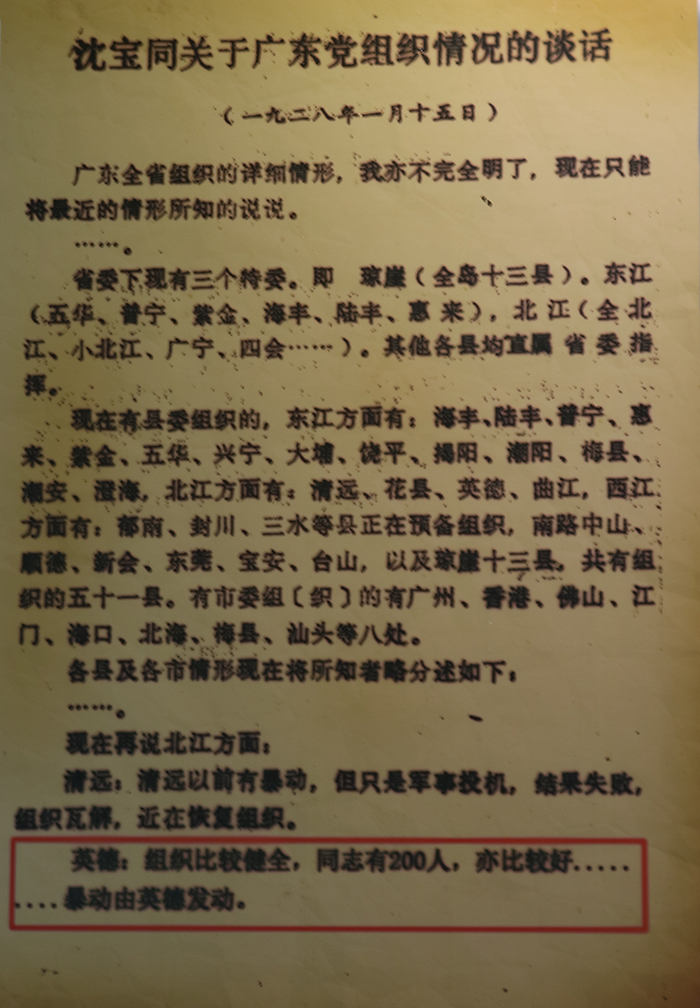 沈宝同关于广东党组织情况的谈话
（一九二八年一月十五日）
广东全省组织的详细情形，我亦不完全明了，现在只能
将最近的情形所知的说说。
……。
省委下现有三个特委。即 琼崖（全岛十三县）。东江
（五华、普宁、紫金、海丰、陆丰、惠来），北江（全北
江、小北江、广宁、四会……）。其他各县均直属省委指
挥。
现在有县委组织的，东江方面有：海丰、陆丰、普宁、惠
来、紫金、五华、兴宁、大埔、饶平、揭阳、潮阳、梅县、
潮安、澄海，北江方面有：清远、花县、英德、曲江，西江
方面有：郁南、封川、三水等县正在预备组织，南路中山、
顺德、新会、东莞、宝安、台山，以及琼崖十三县。共有组
织的五十一县。有市委组〔织〕的有广州、香港、佛山、江
门、海口、北海、梅县、汕头等八处。
各县及各市情形现在将所知者略分述如下：
……。
现在再说北江方面：
清远：清远以前有暴动，但只是军事投机，结果失败，
组织瓦解，近在恢复组织。
英德：组织比较健全，同志有200人，亦比较好.....
....暴动由英德发动。